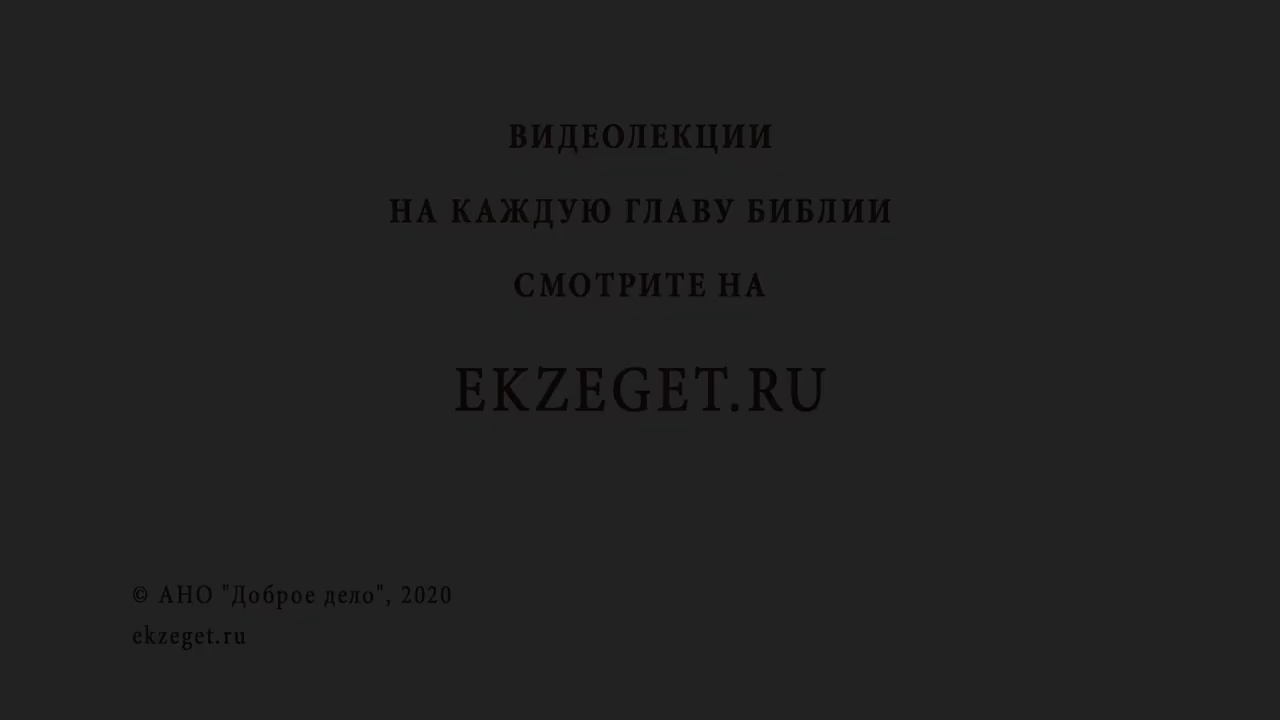 ВИДЕОЛЕКЦИИ
НА КАЖДУЮ ГЛАВУ БИБЛИИ
СМОТРИТЕ НА
EKZEGET.RU
© АНО "Доброе дело", 2020
ekzeget.ru